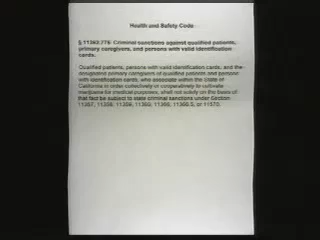 Health and Safety Code
§ 11362.775. Criminal sanctions against qualified patients,
primary caregivers, and persons with valid identification
cards.
Qualified patients, persons with valid identification cards, and the
designated primary caregivers of qualified patients and persons
with identification cards, who associate within the State of
California in order collectively or cooperatively to cultivate
marijuana for medical purposes, shall not solely on the basis of
that fact be subject to state criminal sanctions under Section
11357, 11358, 11359, 11360, 11366, 11366.5, or 11570.